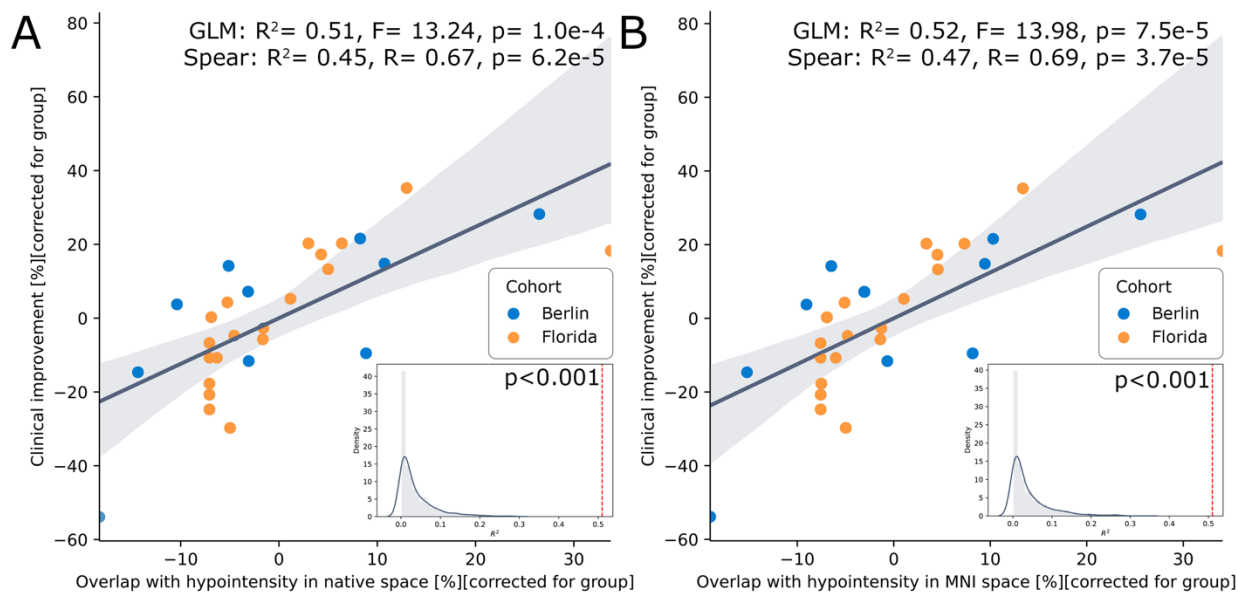 A
GLM: R²= 0.51, F= 13.24, p= 1.0e-4
Spear: R²= 0.45, R= 0.67, p= 6.2e-5
Clinical improvement [%][corrected for group]
80
60
40
20
0
−20
−40
−60
−10
0
10
20
30
Overlap with hypointensity in native space [%][corrected for group]
Cohort
Berlin
Florida
p<0.001
Density
40
35
30
25
20
15
10
5
0
0.0
0.1
0.2
0.3
0.4
0.5
R²
B
GLM: R²= 0.52, F= 13.98, p= 7.5e-5
Spear: R²= 0.47, R= 0.69, p= 3.7e-5
Clinical improvement [%][corrected for group]
80
60
40
20
0
−20
−40
−60
−10
0
10
20
30
Overlap with hypointensity in MNI space [%][corrected for group]
Cohort
Berlin
Florida
p<0.001
Density
40
35
30
25
20
15
10
5
0
0.0
0.1
0.2
0.3
0.4
0.5
R²